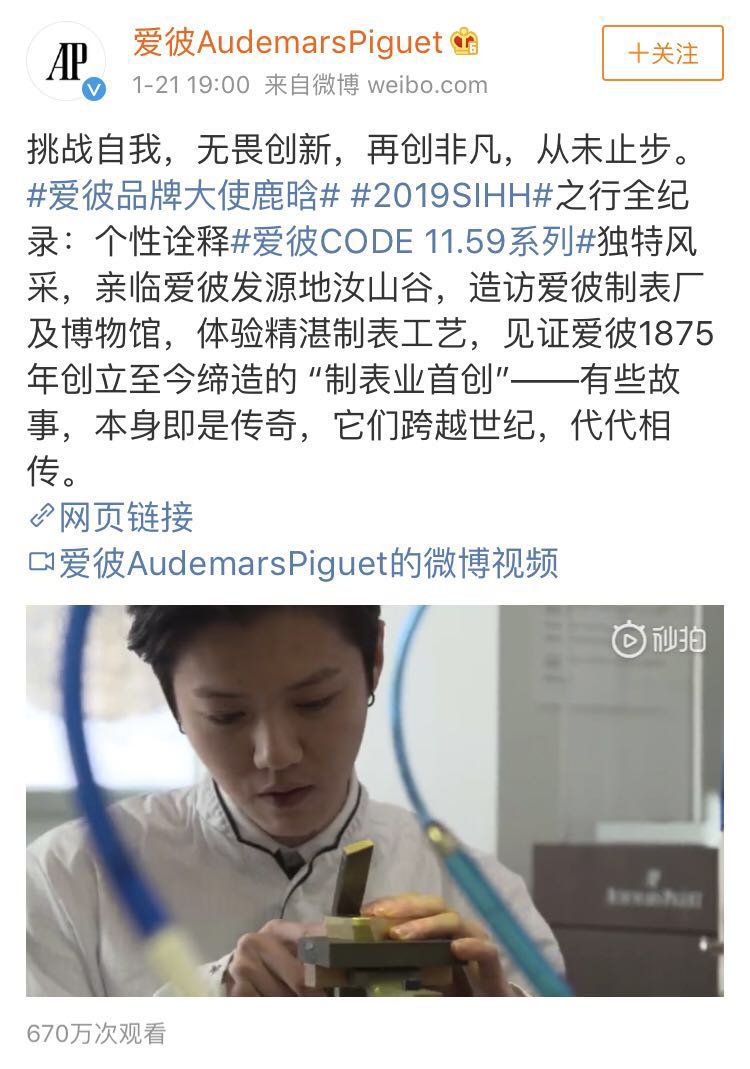 AP
爱彼AudemarsPiguet
1-21 19:00 来自微博 weibo.com
+关注
挑战自我，无畏创新，再创非凡，从未止步。
#爱彼品牌大使鹿晗# #2019SIHH#之行全纪
录：个性诠释#爱彼CODE 11.59系列#独特风
采，亲临爱彼发源地汝山谷，造访爱彼制表厂
及博物馆，体验精湛制表工艺，见证爱彼1875
年创立至今缔造的 “制表业首创”——有些故
事，本身即是传奇，它们跨越世纪，代代相
传。
网页链接
爱彼AudemarsPiguet的微博视频
秒拍
670万次观看